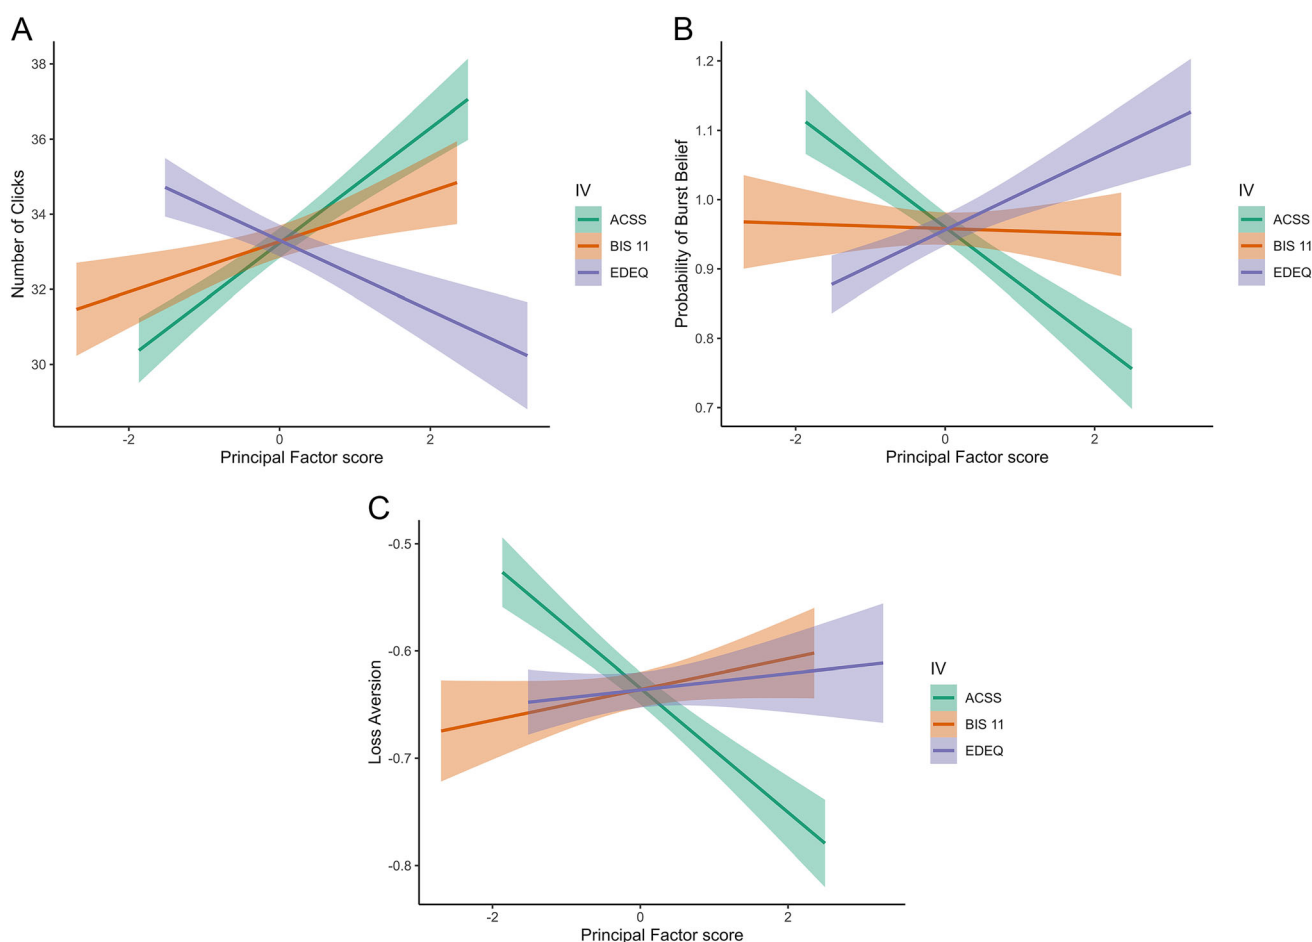 A
Number of Clicks
38
36
34
32
30
-2
0
2
Principal Factor score
IV
ACSS
BIS 11
EDEQ
B
Probability of Burst Belief
1.2
1.1
1.0
0.9
0.8
0.7
-2
0
2
Principal Factor score
IV
ACSS
BIS 11
EDEQ
C
Loss Aversion
-0.5
-0.6
-0.7
-0.8
-2
0
2
Principal Factor score
IV
ACSS
BIS 11
EDEQ